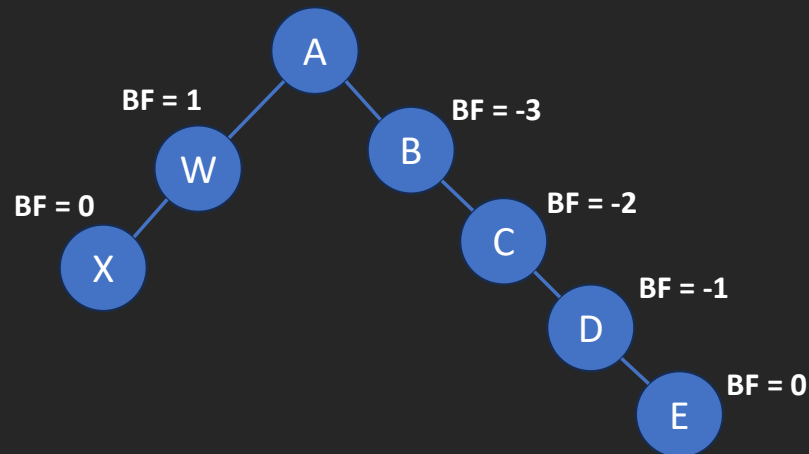 A
BF = 1
BF = -3
B
W
BF = 0
BF = -2
C
X
BF = -1
D
BF = 0
E